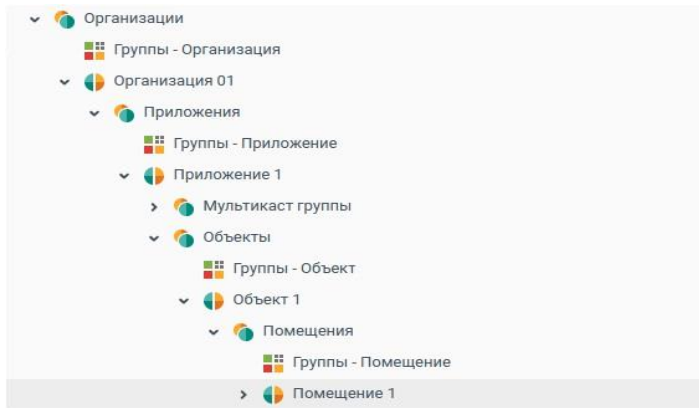 Организации
Группы - Организация
Организация 01
Приложения
Группы - Приложение
Приложение 1
Мультикаст группы
Объекты
Группы - Объект
Объект 1
Помещения
Группы - Помещение
Помещение 1